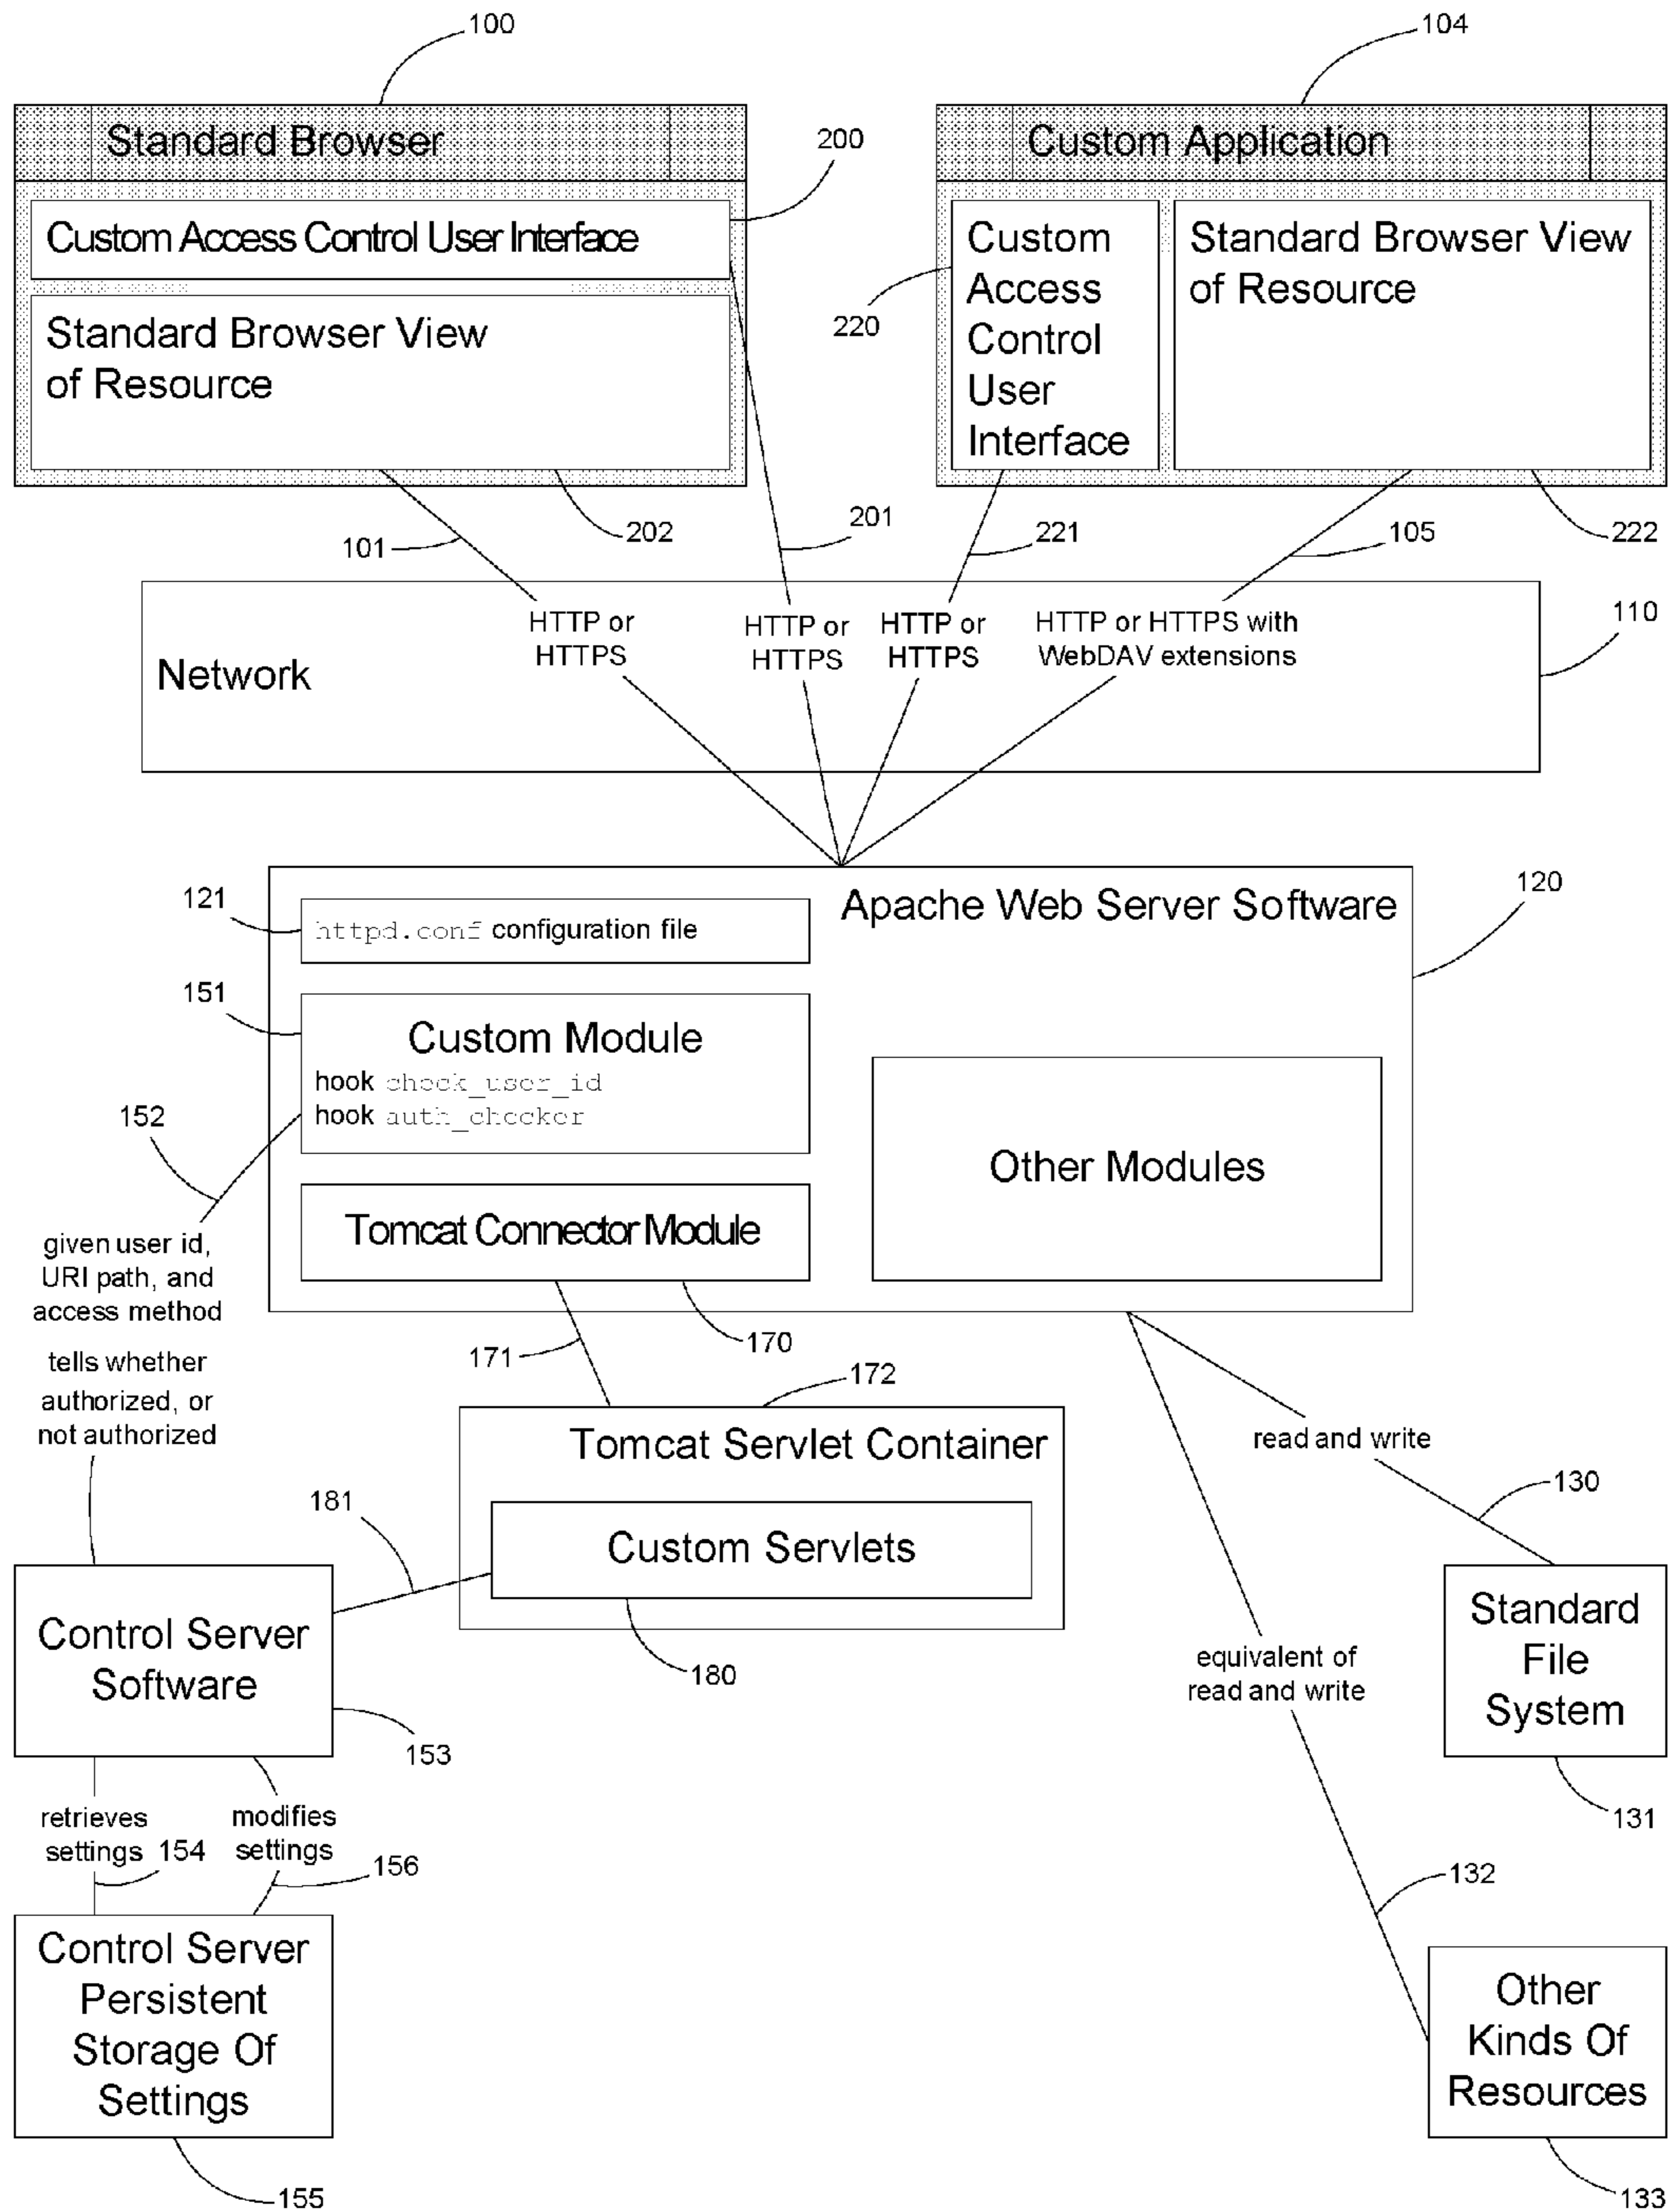 100
104
Standard Browser
Custom Application
200
Custom Access Control User Interface
Standard Browser View
of Resource
220
Custom
Access
Control
User
Interface
Standard Browser View
of Resource
101
202
201
221
105
222
110
Network
HTTP or
HTTPS
HTTP or
HTTPS
HTTP or
HTTPS
HTTP or HTTPS with
WebDAV extensions
120
121
Apache Web Server Software
httpd.conf configuration file
151
Custom Module
hook check_user_id
hook auth_checker
152
Other Modules
Tomcat Connector Module
given user id,
URI path, and
access method
tells whether
authorized, or
not authorized
171
170
172
Tomcat Servlet Container
read and write
130
181
Custom Servlets
180
Control Server
Software
153
equivalent of
read and write
Standard
File
System
131
retrieves
settings
154
modifies
settings
156
132
Control Server
Persistent
Storage Of
Settings
155
Other
Kinds Of
Resources
133